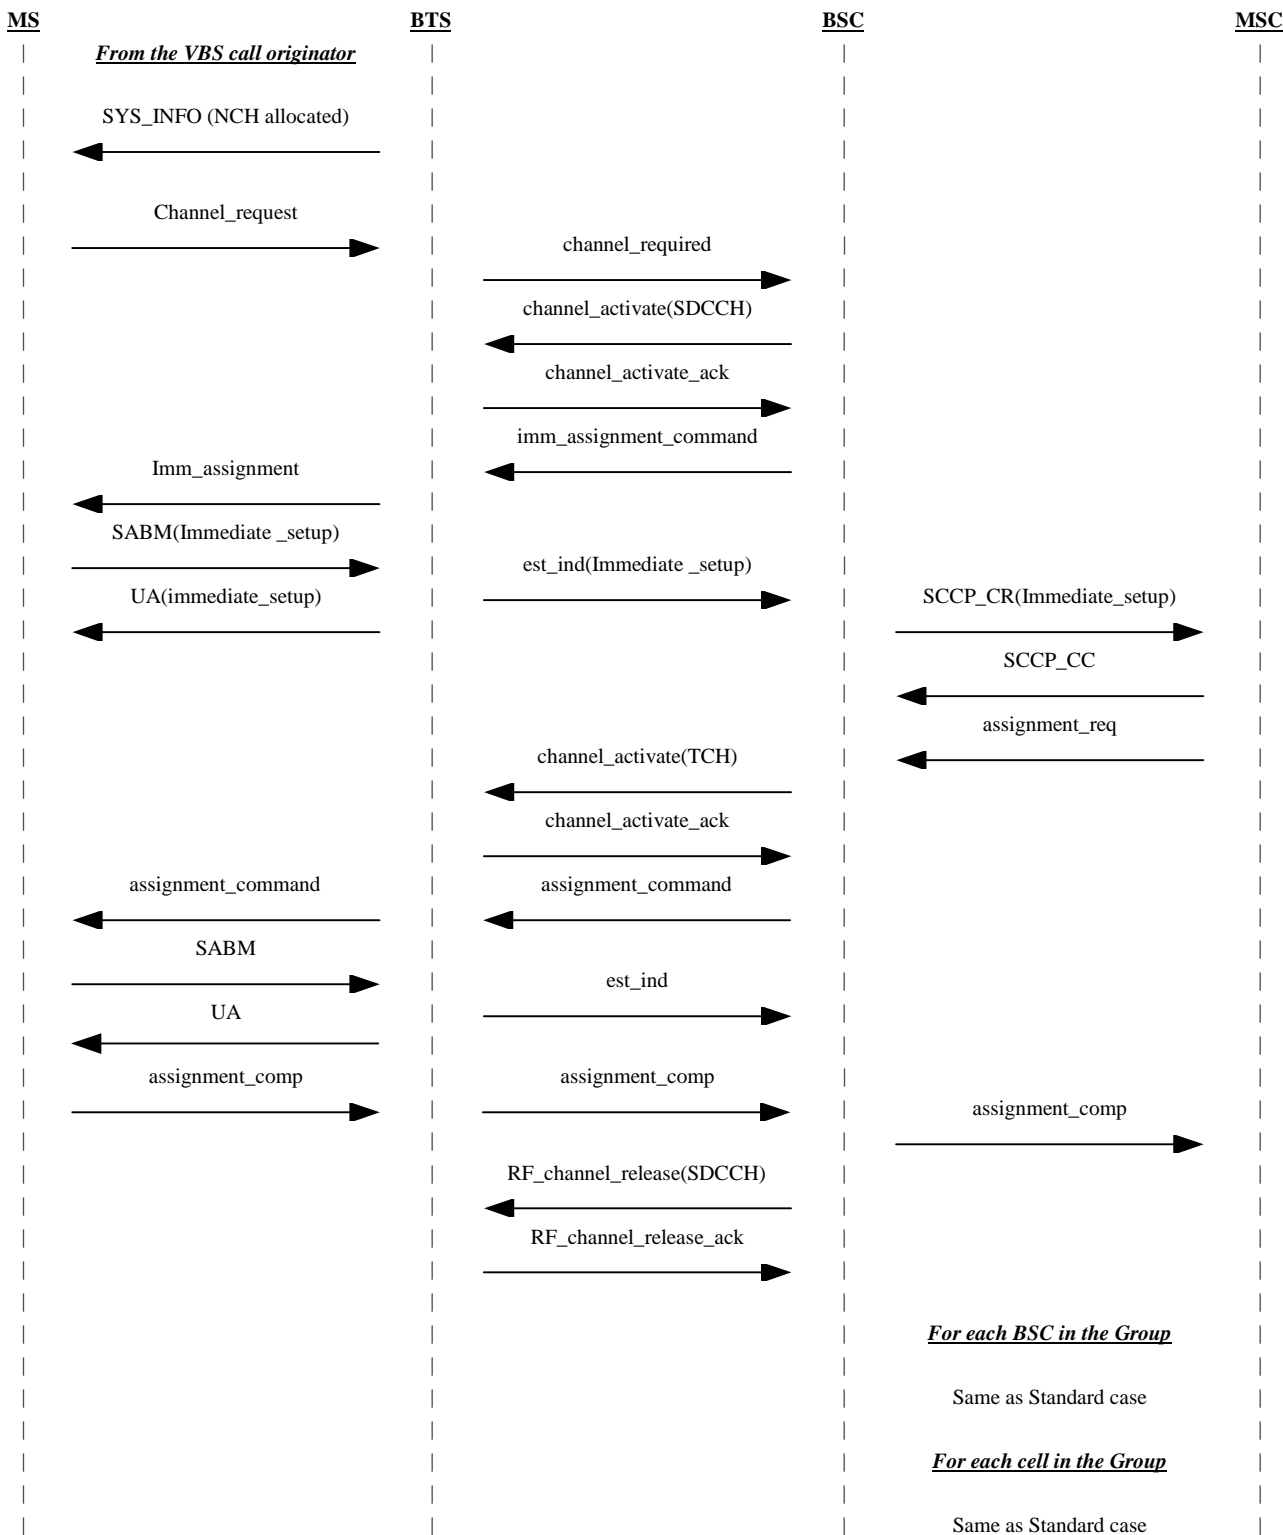 MS BTS BSC MSC
From the VBS call originator
SYS_INFO (NCH allocated)
Channel_request
channel_required
channel_activate(SDCCH)
channel_activate_ack
imm_assignment_command
Imm_assignment
SABM(Immediate _setup)
est_ind(Immediate _setup)
UA(immediate_setup)
SCCP_CR(Immediate_setup)
SCCP_CC
assignment_req
channel_activate(TCH)
channel_activate_ack
assignment_command assignment_command
SABM
est_ind
UA
assignment_comp assignment_comp
assignment_comp
RF_channel_release(SDCCH)
RF_channel_release_ack
For each BSC in the Group
Same as Standard case
For each cell in the Group
Same as Standard case